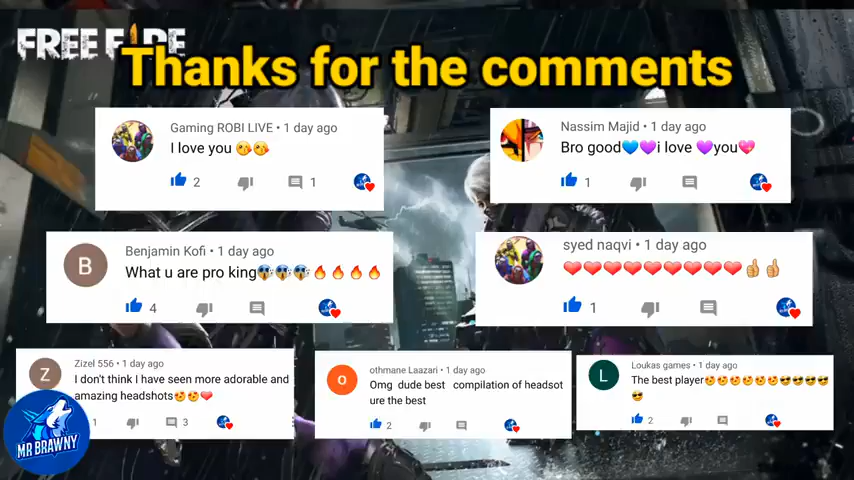 FREE FIRE
Thanks for the comments
Gaming ROBI LIVE • 1 day ago
I love you 😘😘
2 1
Nassim Majid • 1 day ago
Bro good💙💜i love 💜you💖
1
Benjamin Kofi • 1 day ago
What u are pro king😱😱😱🔥🔥🔥🔥
4
syed naqvi • 1 day ago
❤❤❤❤❤❤❤❤❤👍👍
1
Zizel 556 • 1 day ago
I don't think I have seen more adorable and
amazing headshots🥰🥰❤
1 3
othmane Laazari • 1 day ago
Omg dude best compilation of headsot
ure the best
2
Loukas games • 1 day ago
The best player🥰🥰🥰🥰🥰🥰😎😎😎😎
😎
2
MR BRAWNY